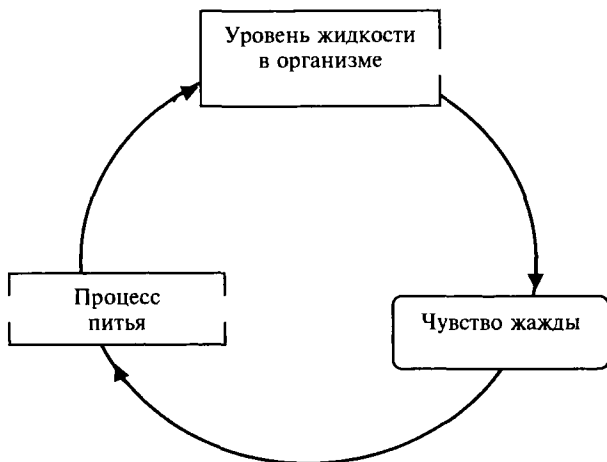 Уровень жидкости
в организме
Процесс
питья
Чувство жажды